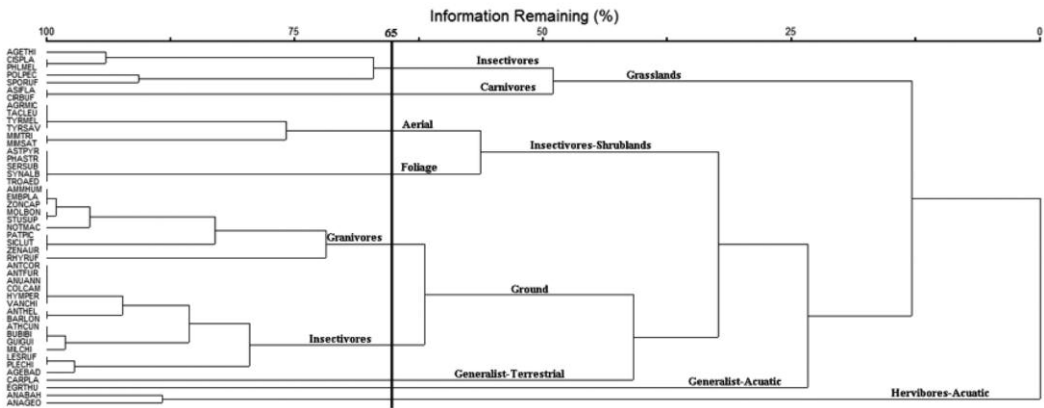 Information Remaining (%)
100 75 65 50 25 0
AGETHI
CISPLA
PHLMEL
POLPEC
SPORUF
ASIFLA
CIRBUF
AGRMIC
TACLEU
TYRMEL
TYRSAV
MIMTRI
MIMSAT
ASTPYR
PHASTR
SERSUB
SYNALB
TROAED
AMMHUM
EMBPLA
ZONCAP
MOLBON
STUSUP
NOTMAC
PATPIC
SICLUT
ZENAUR
RHYRUF
ANTCOR
ANTFUR
ANUANN
COLCAM
HYMPER
VANCHI
ANTHEL
BARLON
ATHCUN
BUBIBI
GUIGUI
MILCHI
LESRUF
PLECHI
AGEBAD
CARPLA
EGRTHU
ANABAH
ANAGEO
Insectivores
Grasslands
Carnivores
Aerial
Insectivores-Shrublands
Foliage
Granivores
Ground
Insectivores
Generalist-Terrestrial
Generalist-Acuatic
Hervibores-Acuatic